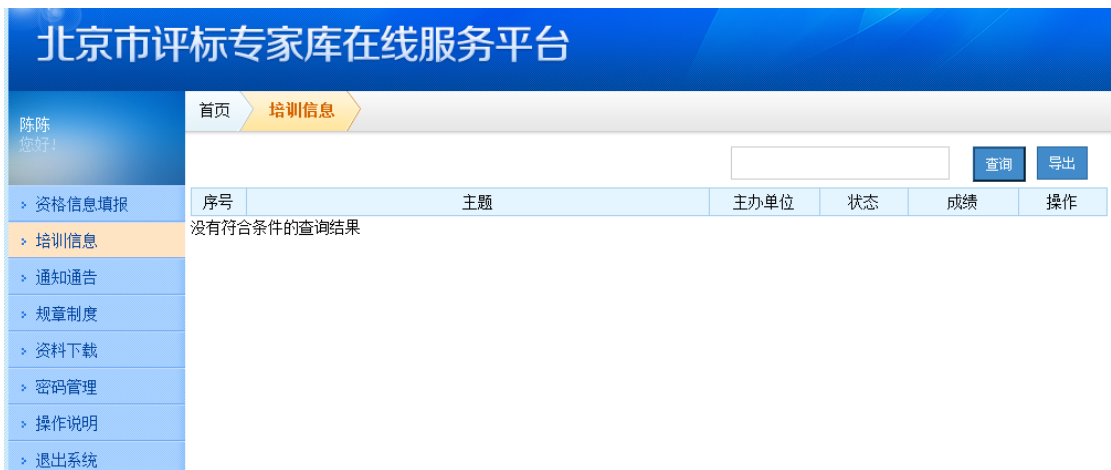 北京市评标专家库在线服务平台
陈陈
您好!
首页 培训信息
查询 导出
序号 主题 主办单位 状态 成绩 操作
没有符合条件的查询结果
资格信息填报
培训信息
通知通告
规章制度
资料下载
密码管理
操作说明
退出系统